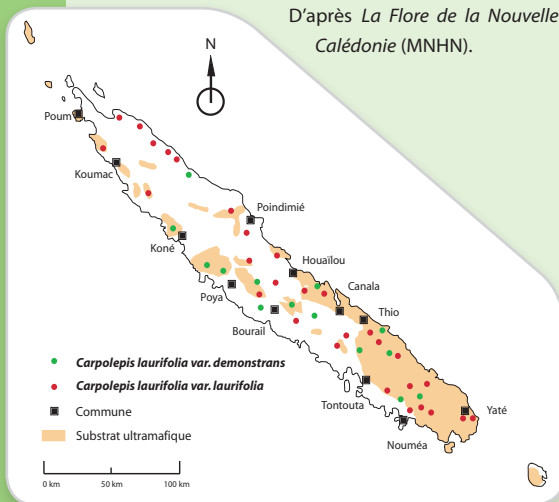 D'après La Flore de la Nouvelle
Calédonie (MNHN).
N
Poum
Koumac
Poindimié
Koné
Houaïlou
Canala
Poya
Thio
Bourail
Carpolepis laurifolia var. demonstrans
Carpolepis laurifolia var. laurifolia
Commune
Tontouta
Yaté
Substrat ultramafique
Nouméa
0 km 50 km 100 km